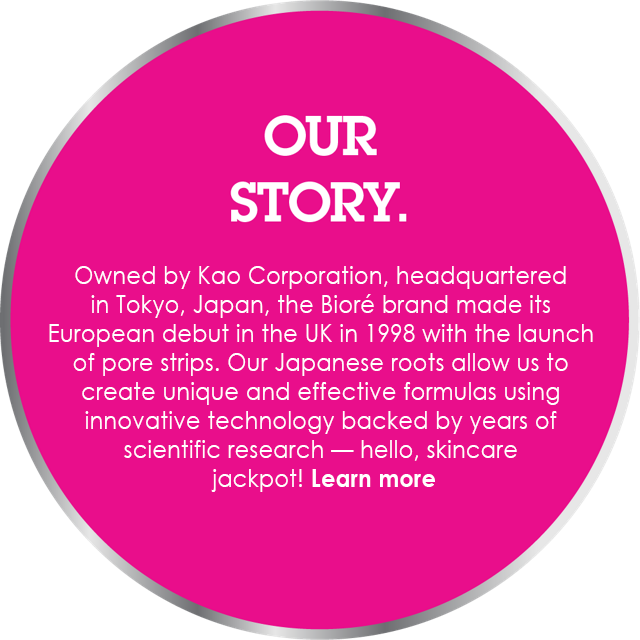 OUR
STORY.
Owned by Kao Corporation, headquartered
in Tokyo, Japan, the Bioré brand made its
European debut in the UK in 1998 with the launch
of pore strips. Our Japanese roots allow us to
create unique and effective formulas using
innovative technology backed by years of
scientific research — hello, skincare
jackpot! Learn more